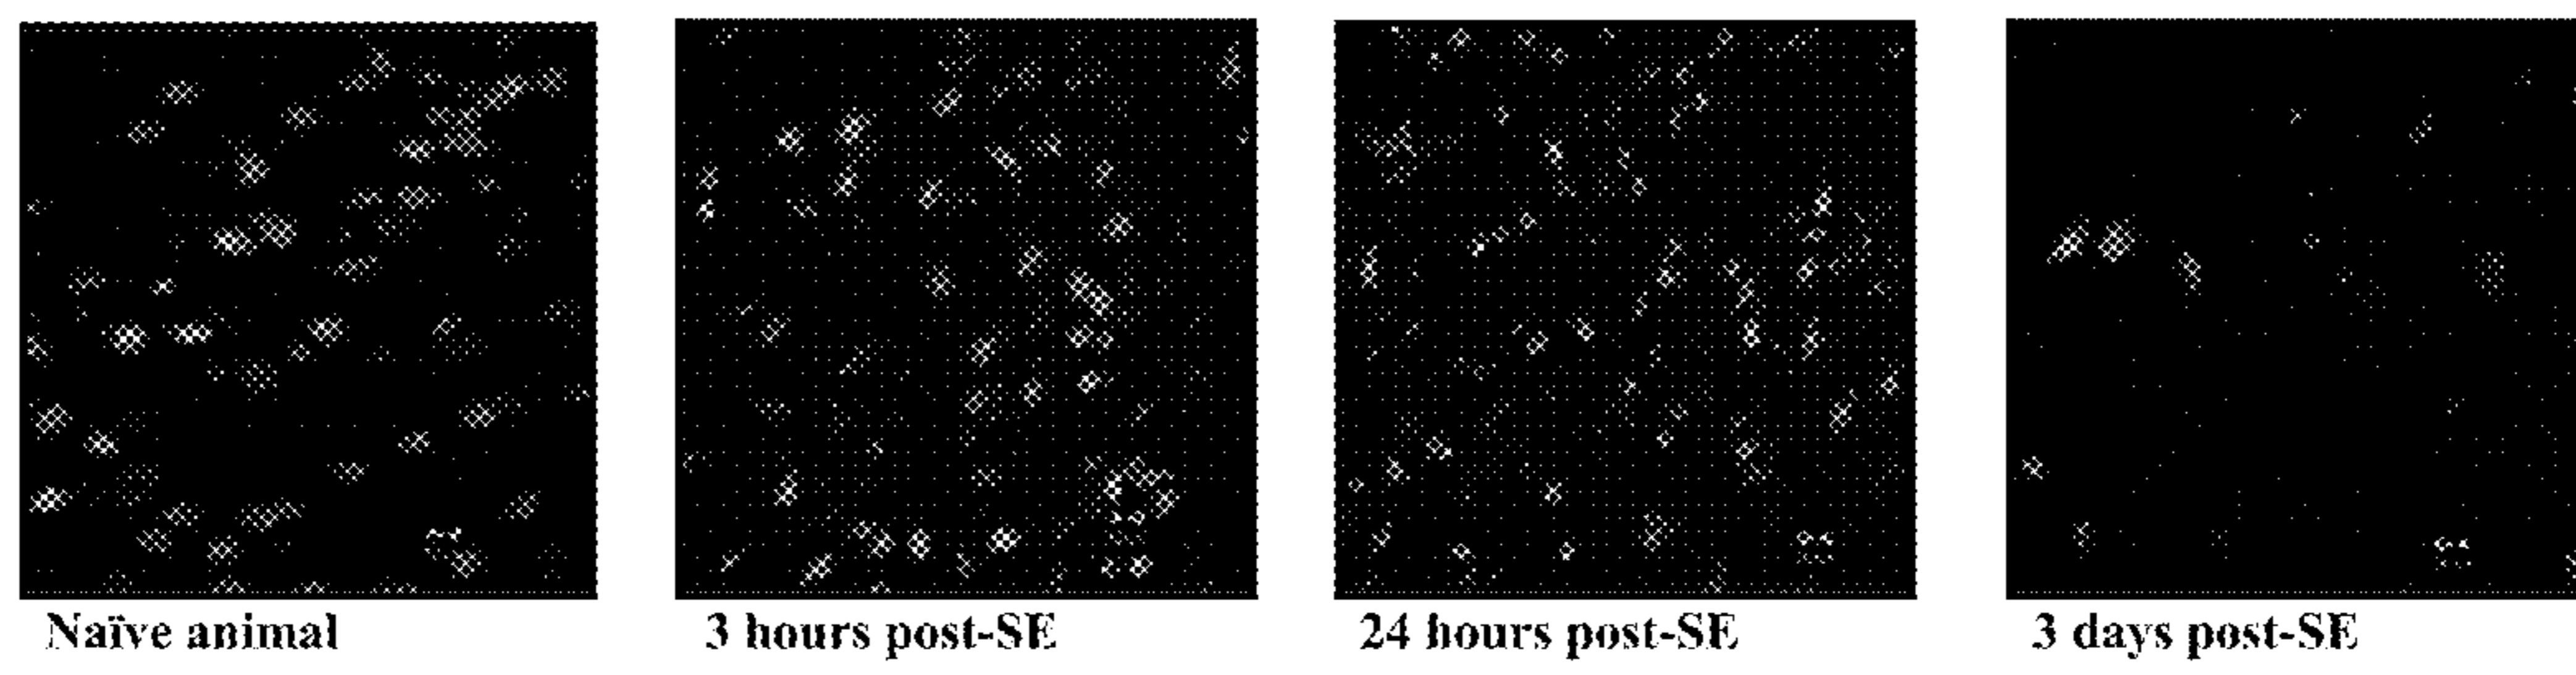 Naïve animal
3 hours post-SE
24 hours post-SE
3 days post-SE